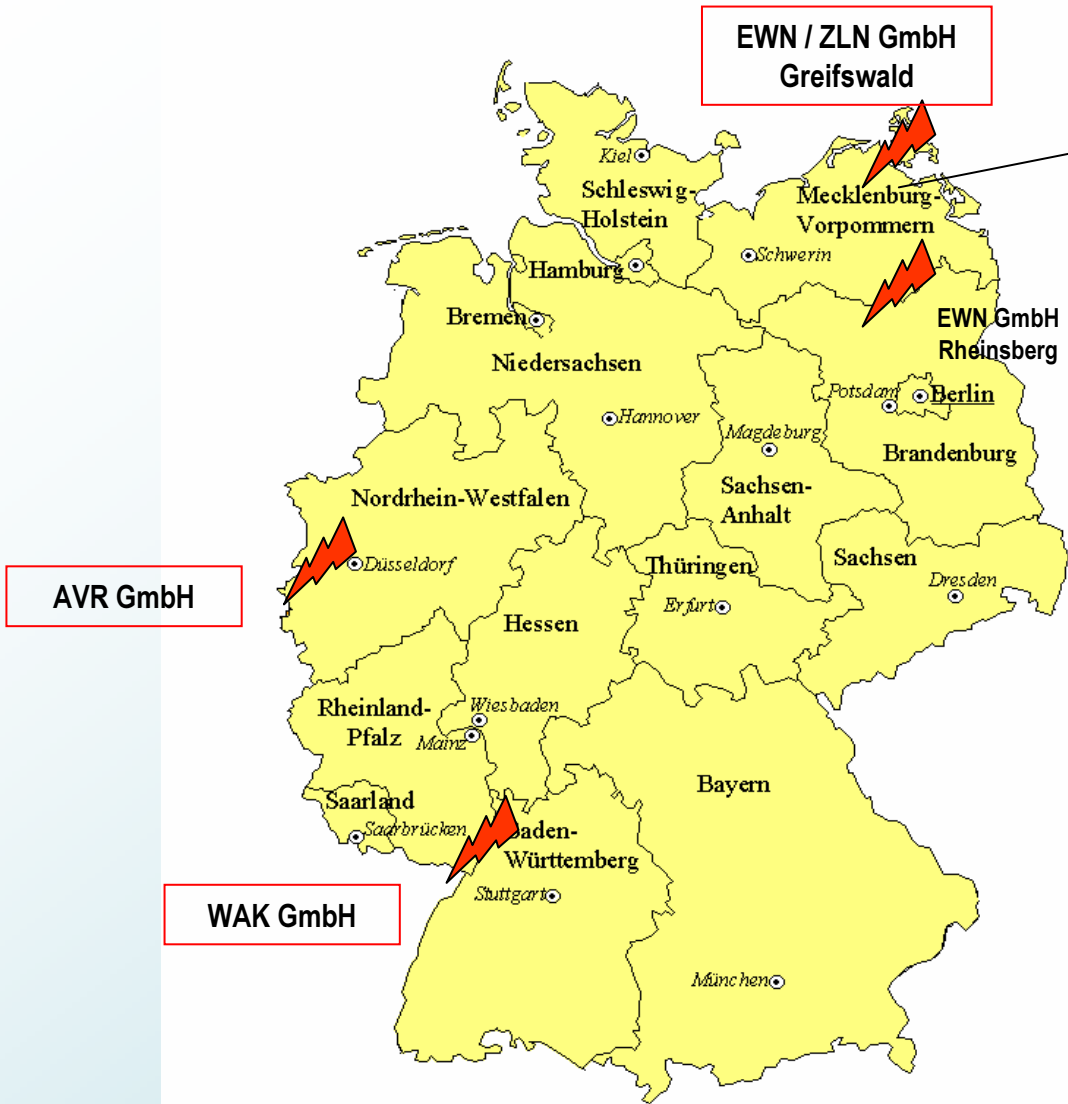 EWN / ZLN GmbH
Greifswald
Kiel
Schleswig-
Holstein
Mecklenburg-
Vorpommern
Schwerin
Hamburg
Bremen
EWN GmbH
Rheinsberg
Niedersachsen
Potsdam
Berlin
Hannover
Magdeburg
Brandenburg
Nordrhein-Westfalen
Sachsen-
Anhalt
Düsseldorf
Thüringen
Sachsen
AVR GmbH
Dresden
Erfurt
Hessen
Rheinland-
Pfalz
Wiesbaden
Mainz
Bayern
Saarland
Saarbrücken
Baden-
Württemberg
Stuttgart
WAK GmbH
München